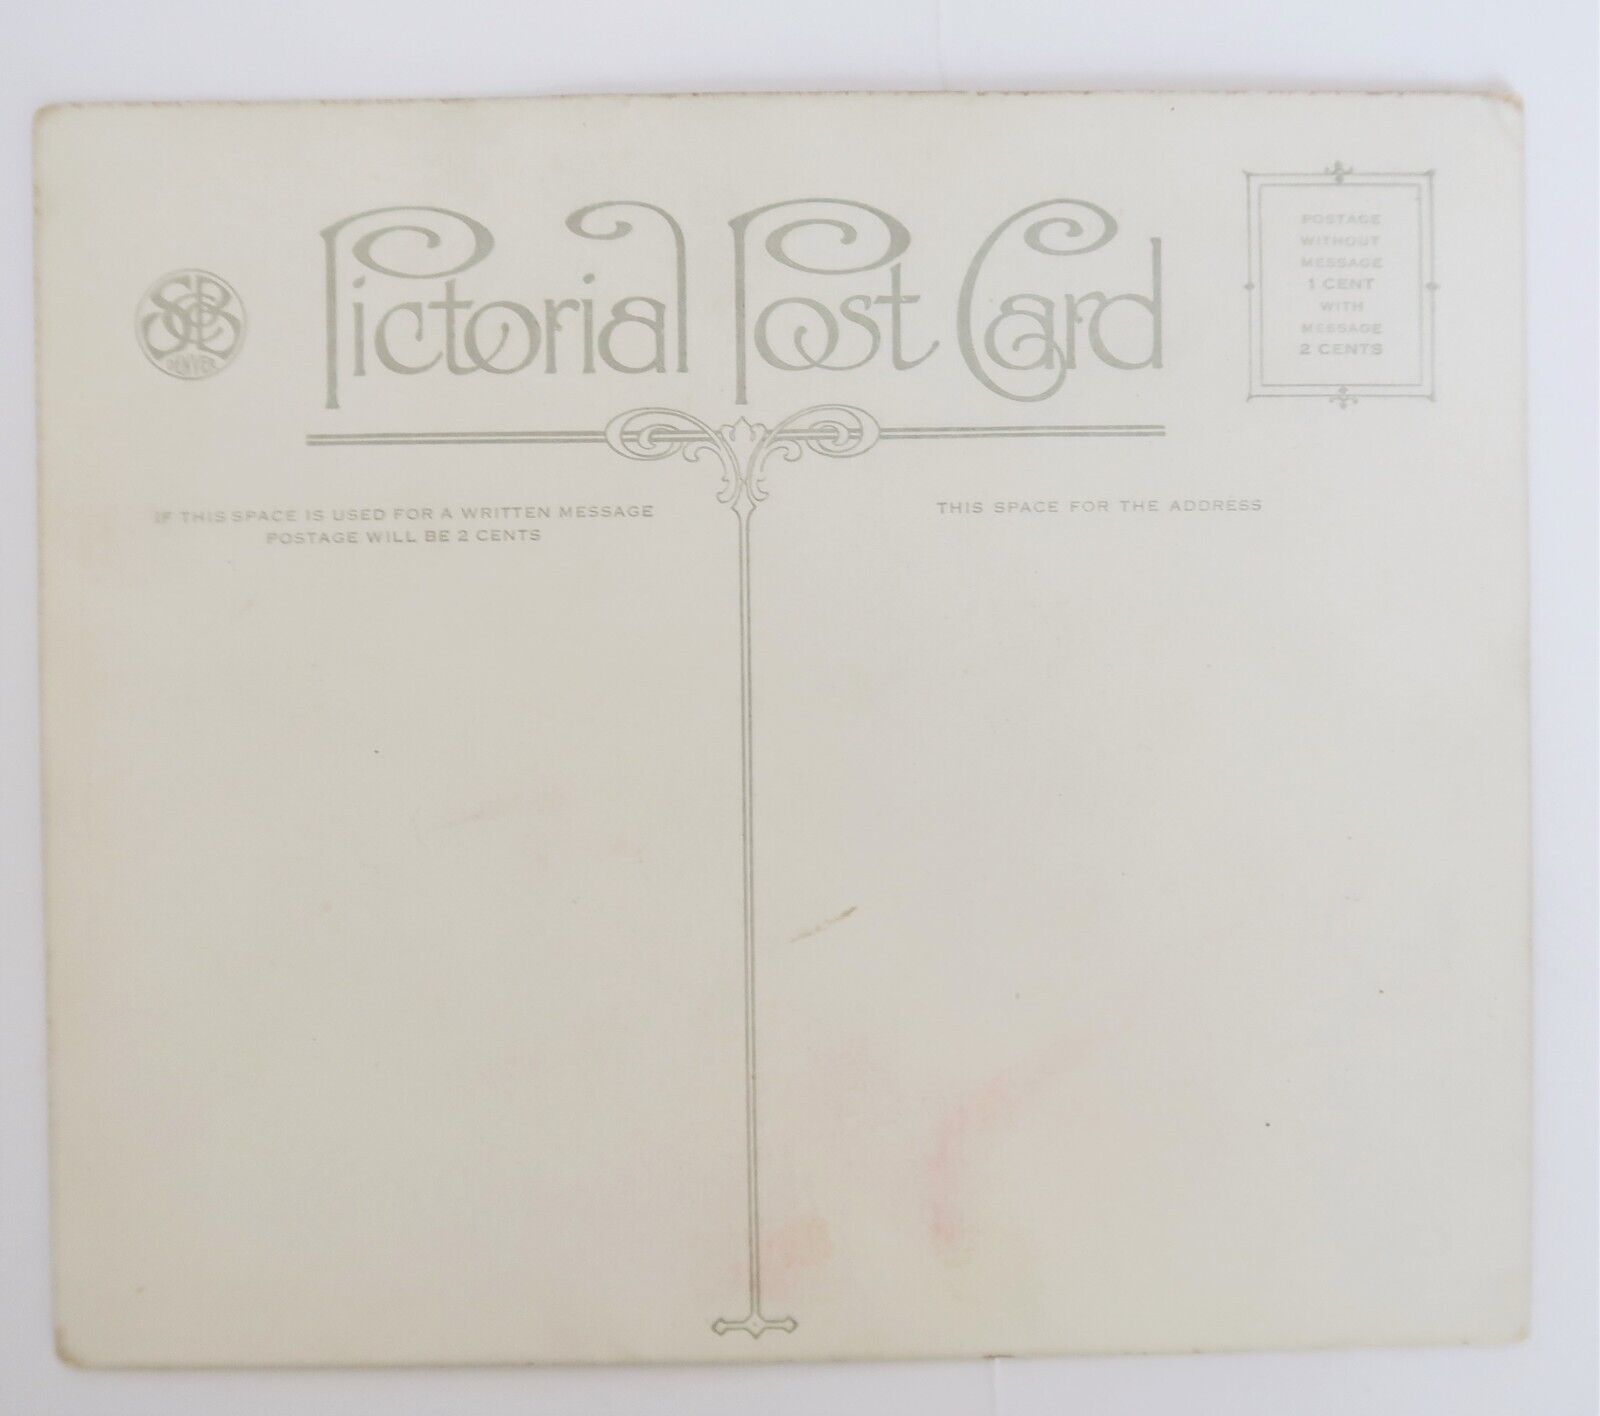 Pictorial Post Card
DENVER
POSTAGE
WITHOUT
MESSAGE
1 CENT
WITH
MESSAGE
2 CENTS
IF THIS SPACE IS USED FOR A WRITTEN MESSAGE
POSTAGE WILL BE 2 CENTS
THIS SPACE FOR THE ADDRESS